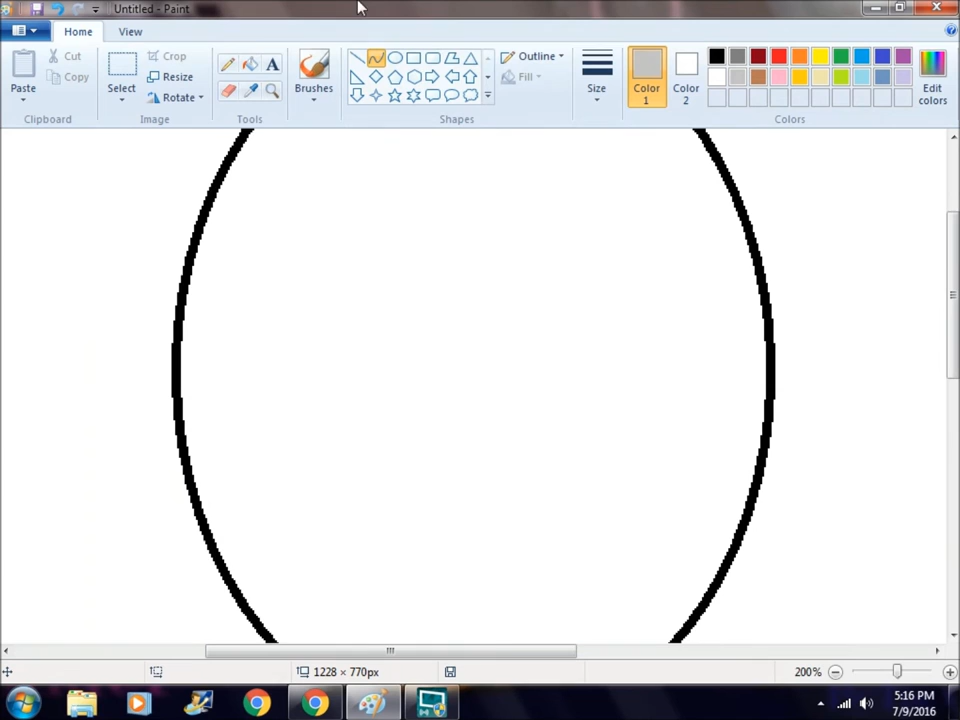 Untitled - Paint
Home View
Paste
Cut
Copy
Clipboard
Select
Crop
Resize
Rotate
Image
Tools
Brushes
Shapes
Outline
Fill
Size
Color 1
Color 2
Edit colors
Colors
1228 × 770px
200%
5:16 PM
7/9/2016